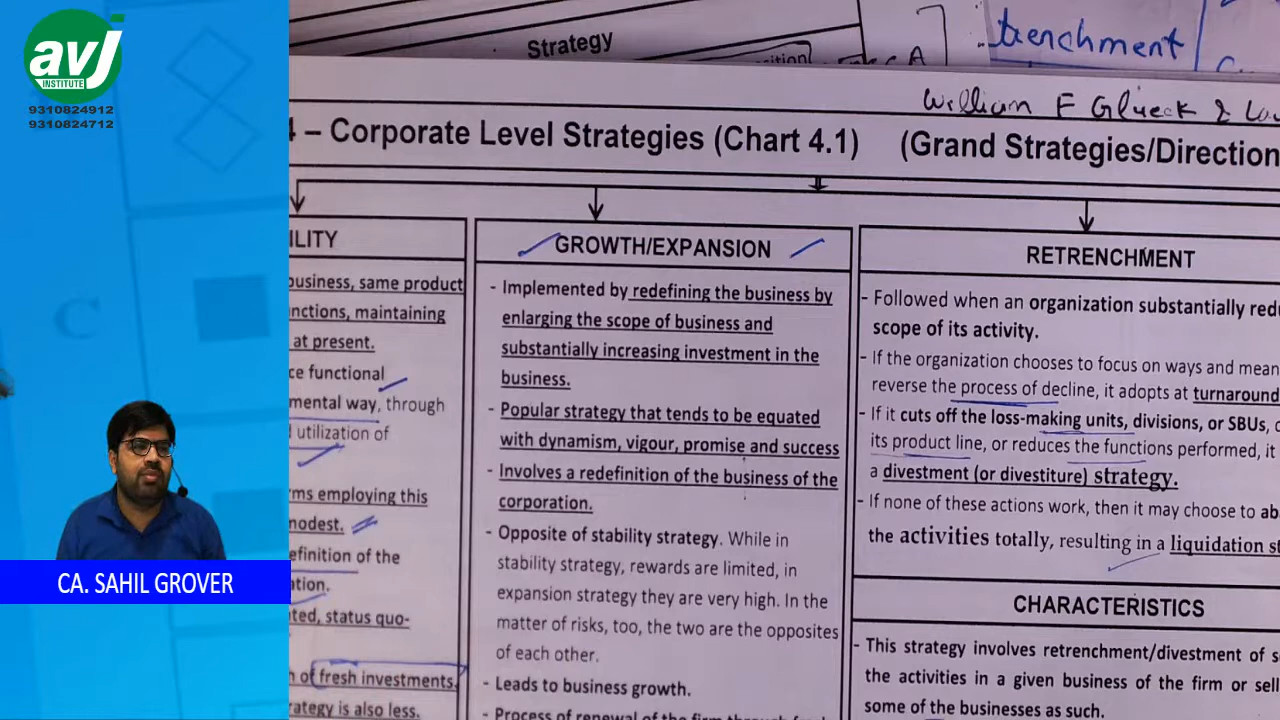 avj
INSTITUTE
9310824912
9310824712
CA. SAHIL GROVER
Strategy
trenchment
A
William F Glueck &
4 – Corporate Level Strategies (Chart 4.1) (Grand Strategies/Direction
ILITY
business, same product
nctions, maintaining
at present.
ce functional
mental way, through
utilization of
rms employing this
modest.
efinition of the
ation.
ted, status quo-
of fresh investments,
rategy is also less.
GROWTH/EXPANSION
- Implemented by redefining the business by
enlarging the scope of business and
substantially increasing investment in the
business.
- Popular strategy that tends to be equated
with dynamism, vigour, promise and success
- Involves a redefinition of the business of the
corporation.
- Opposite of stability strategy. While in
stability strategy, rewards are limited, in
expansion strategy they are very high. In the
matter of risks, too, the two are the opposites
of each other.
- Leads to business growth.
- Process of renewal of the firm through
RETRENCHMENT
- Followed when an organization substantially redu
scope of its activity.
- If the organization chooses to focus on ways and mean
reverse the process of decline, it adopts at turnaround
- If it cuts off the loss-making units, divisions, or SBUs,
its product line, or reduces the functions performed, it
a divestment (or divestiture) strategy.
- If none of these actions work, then it may choose to ab
the activities totally, resulting in a liquidation st
CHARACTERISTICS
- This strategy involves retrenchment/divestment of s
the activities in a given business of the firm or sell
some of the businesses as such.